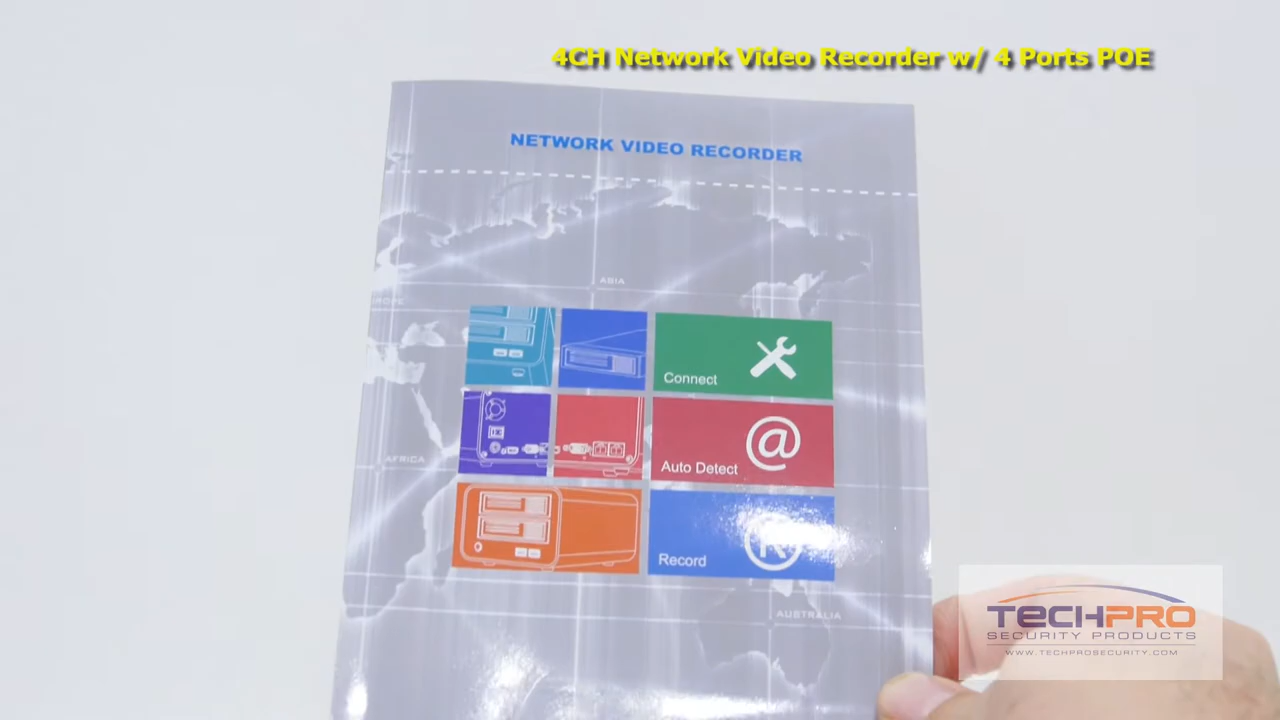 4CH Network Video Recorder w/ 4 Ports POE
NETWORK VIDEO RECORDER
ASIA
AFRICA
Connect
@
Auto Detect
R
Record
AUSTRALIA
TECHPRO
SECURITY PRODUCTS
WWW.TECHPROSECURITY.COM